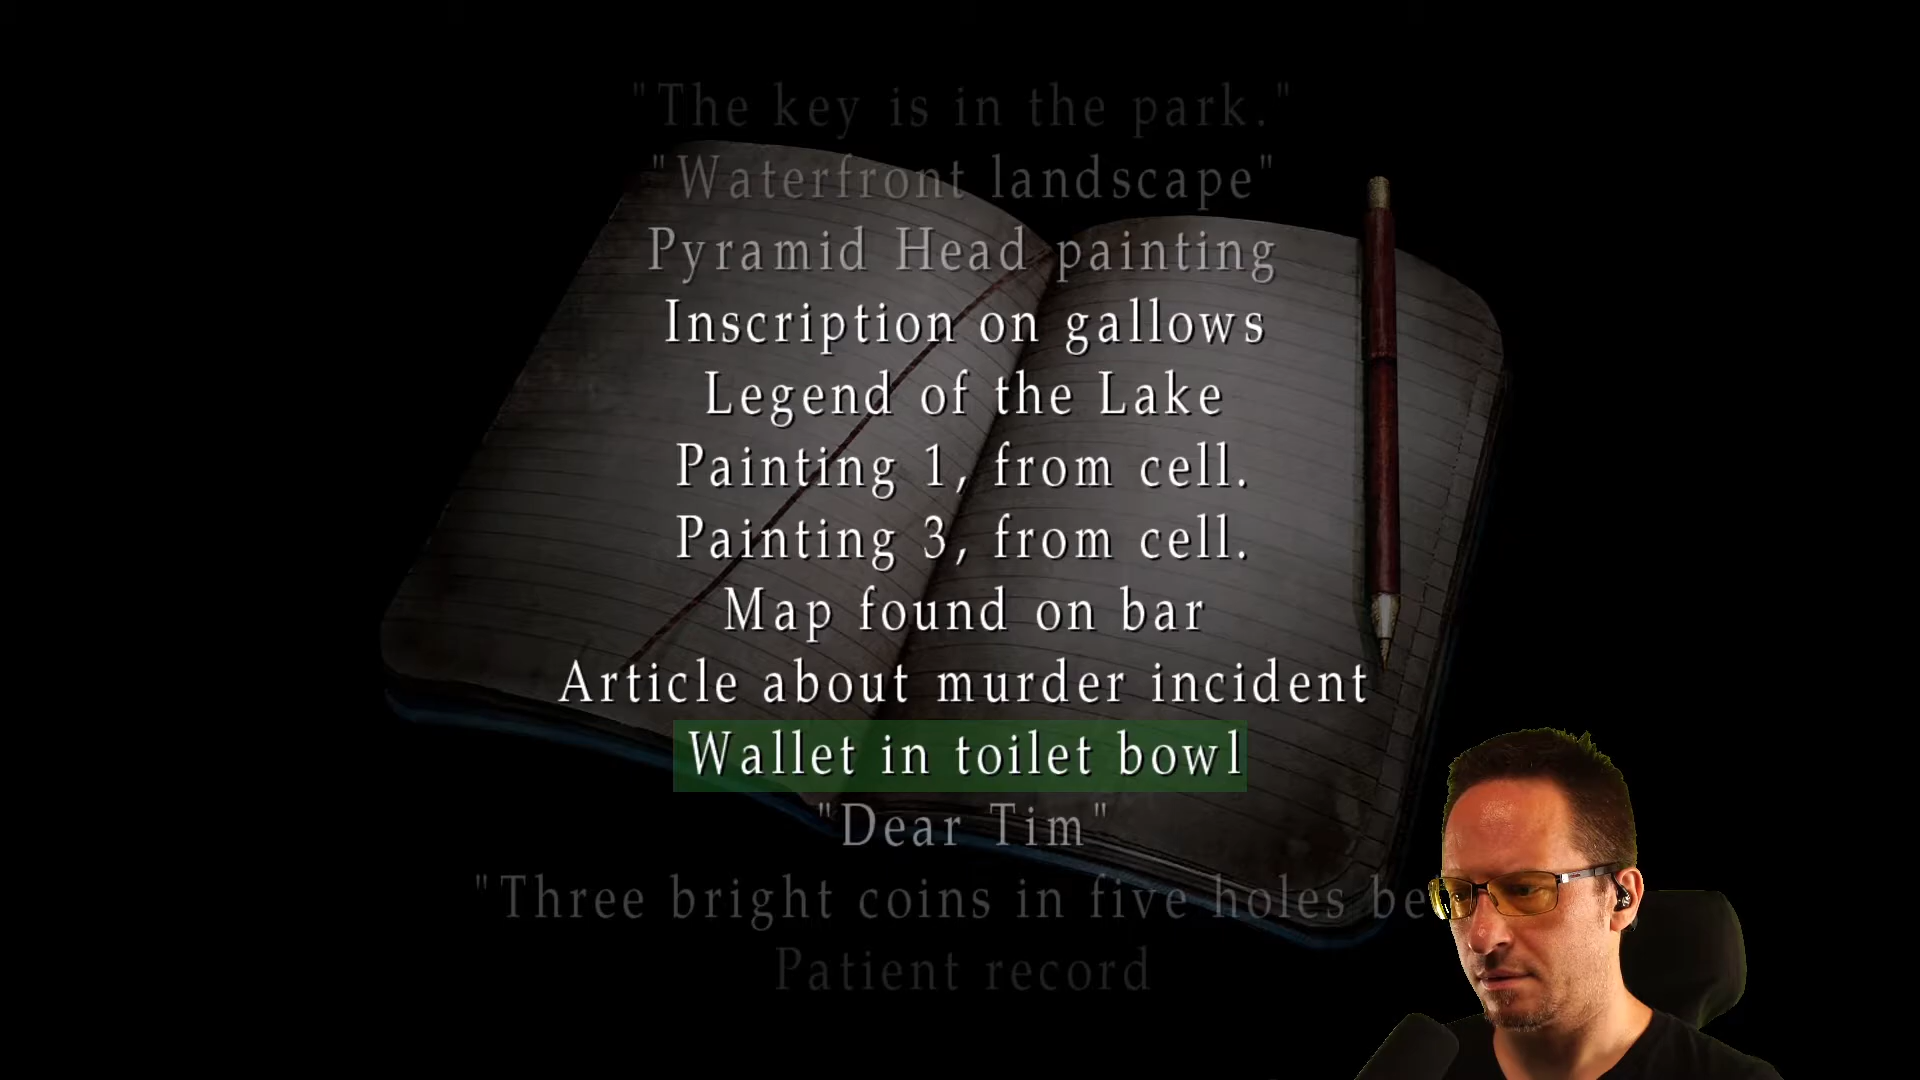 "The key is in the park."
"Waterfront landscape"
Pyramid Head painting
Inscription on gallows
Legend of the Lake
Painting 1, from cell.
Painting 3, from cell.
Map found on bar
Article about murder incident
Wallet in toilet bowl
"Dear Tim"
"Three bright coins in five holes be
Patient record